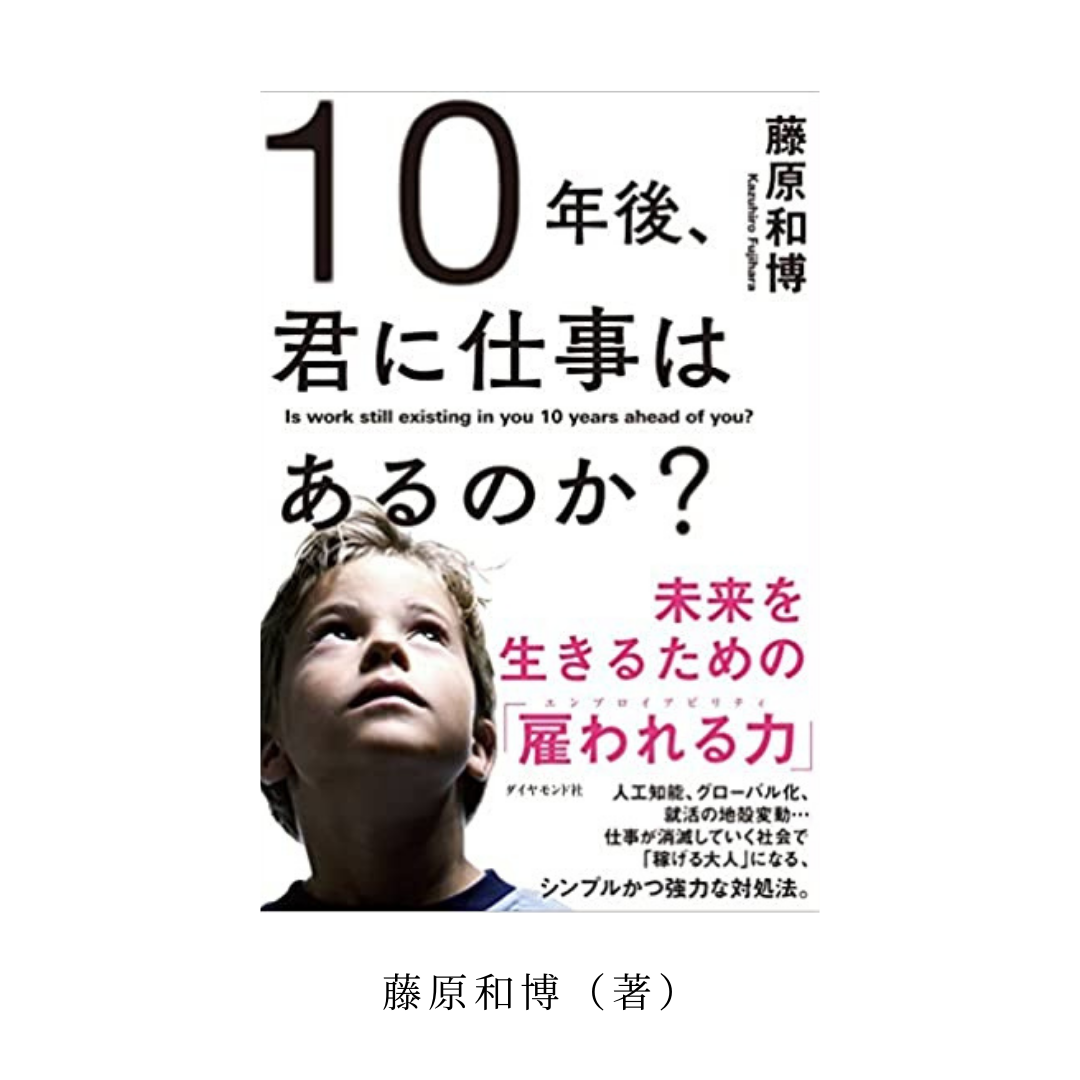 10年後、
君に仕事は
Is work still existing in you 10 years ahead of you?
あるのか?
藤原和博
Kazuhiro Fujihara
未来を
生きるための
エンプロイアビリティ
「雇われる力」
ダイヤモンド社
人工知能、グローバル化、
就活の地殻変動…
仕事が消滅していく社会で
「稼げる大人」になる、
シンプルかつ強力な対処法。
藤原和博(著)